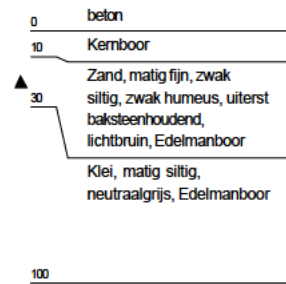 0 beton
10 Kernboor
Zand, matig fijn, zwak
siltig, zwak humeus, uiterst
30 baksteenhoudend,
lichtbruin, Edelmanboor
Klei, matig siltig,
neutraalgrijs, Edelmanboor
100